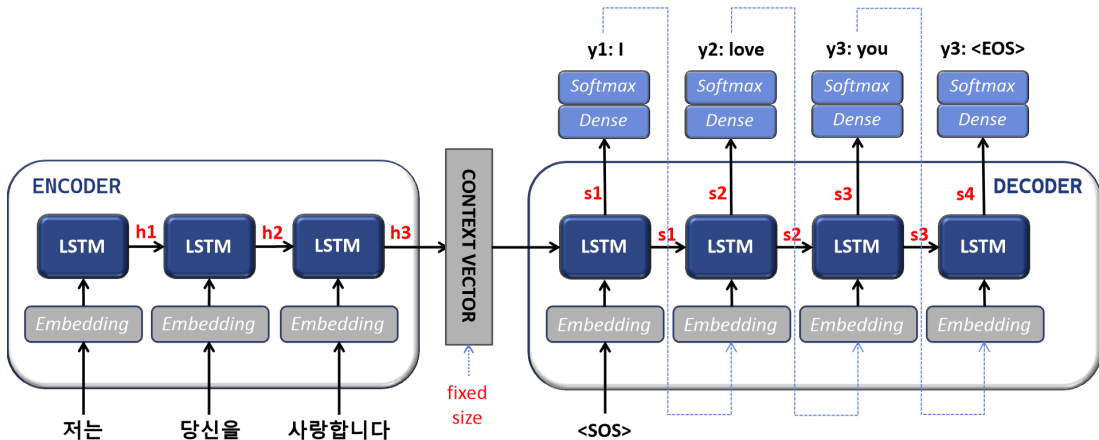 y1: I
y2: love
y3: you
y3: <EOS>
Softmax
Softmax
Softmax
Softmax
Dense
Dense
Dense
Dense
ENCODER
CONTEXT VECTOR
DECODER
s1
s2
s3
s4
LSTM
h1
LSTM
h2
LSTM
h3
LSTM
s1
LSTM
s2
LSTM
s3
LSTM
Embedding
Embedding
Embedding
Embedding
Embedding
Embedding
Embedding
fixed
size
저는
당신을
사랑합니다
<SOS>